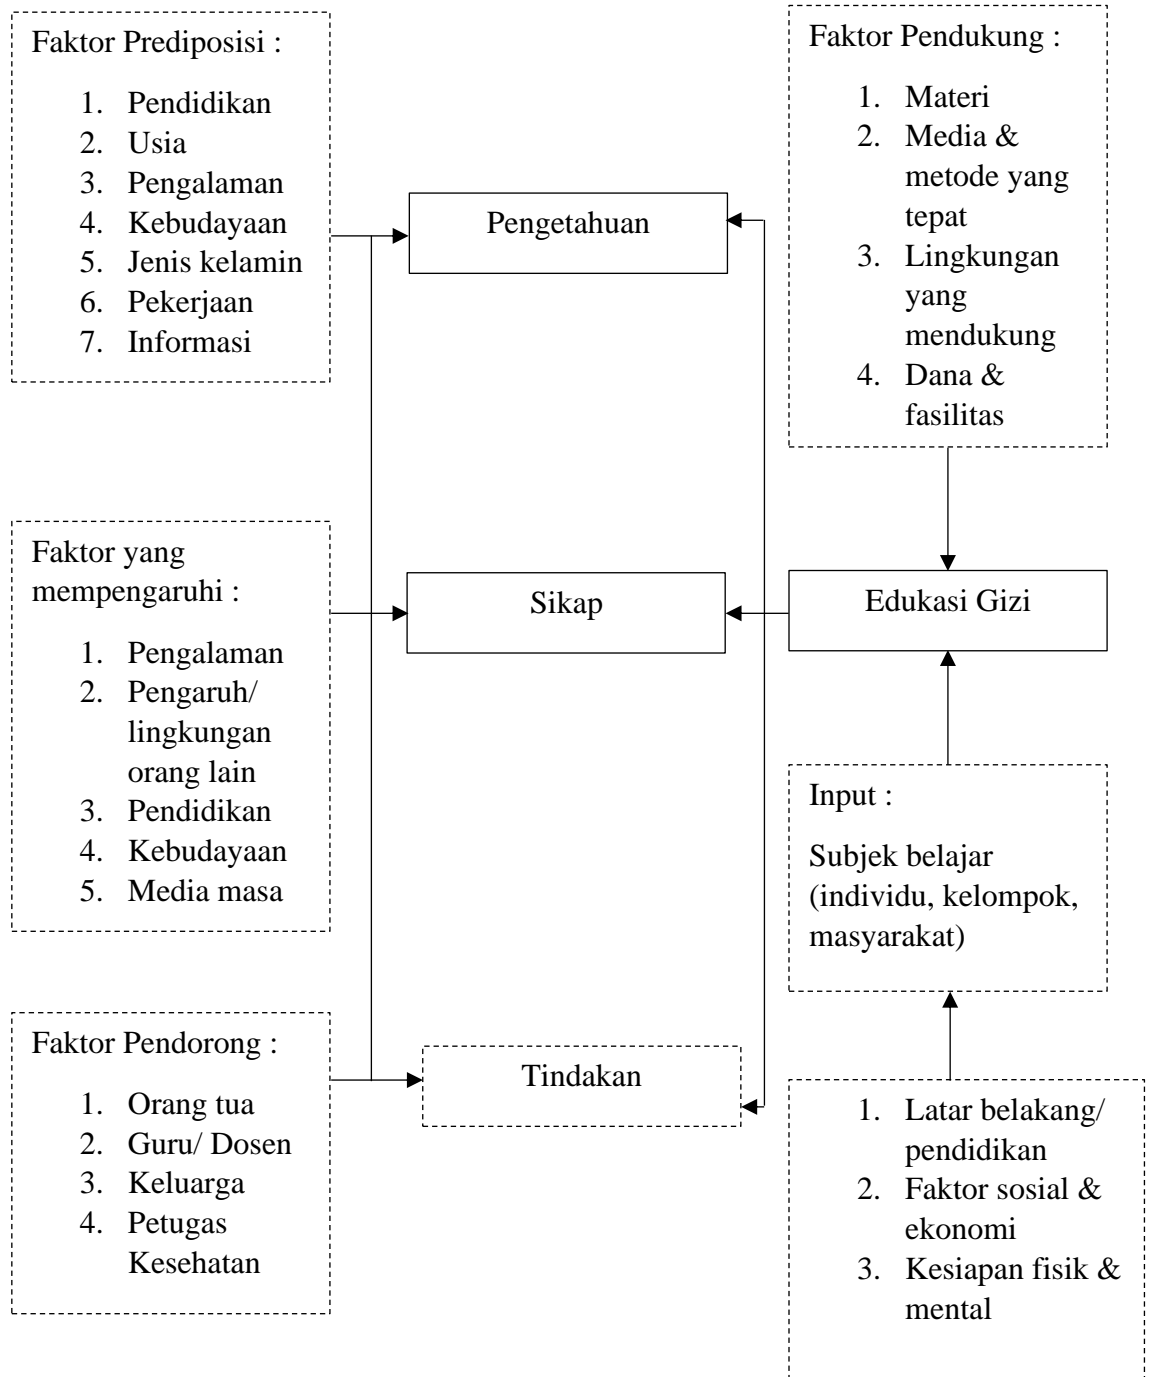 Faktor Prediposisi :
1. Pendidikan
2. Usia
3. Pengalaman
4. Kebudayaan
5. Jenis kelamin
6. Pekerjaan
7. Informasi
Pengetahuan
Faktor Pendukung :
1. Materi
2. Media &
metode yang
tepat
3. Lingkungan
yang
mendukung
4. Dana &
fasilitas
Faktor yang
mempengaruhi :
1. Pengalaman
2. Pengaruh/
lingkungan
orang lain
3. Pendidikan
4. Kebudayaan
5. Media masa
Sikap
Edukasi Gizi
Input :
Subjek belajar
(individu, kelompok,
masyarakat)
Faktor Pendorong :
1. Orang tua
2. Guru/ Dosen
3. Keluarga
4. Petugas
Kesehatan
Tindakan
1. Latar belakang/
pendidikan
2. Faktor sosial &
ekonomi
3. Kesiapan fisik &
mental